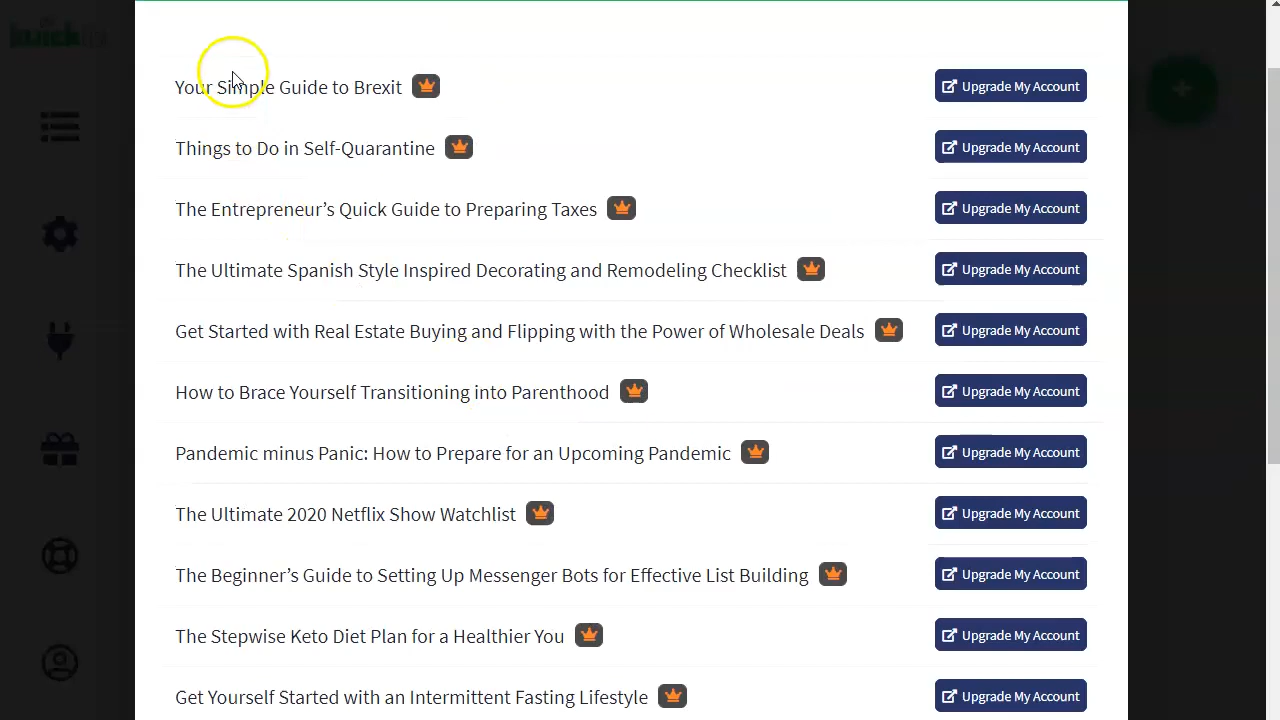 Your Simple Guide to Brexit Upgrade My Account
Things to Do in Self-Quarantine Upgrade My Account
The Entrepreneur’s Quick Guide to Preparing Taxes Upgrade My Account
The Ultimate Spanish Style Inspired Decorating and Remodeling Checklist Upgrade My Account
Get Started with Real Estate Buying and Flipping with the Power of Wholesale Deals Upgrade My Account
How to Brace Yourself Transitioning into Parenthood Upgrade My Account
Pandemic minus Panic: How to Prepare for an Upcoming Pandemic Upgrade My Account
The Ultimate 2020 Netflix Show Watchlist Upgrade My Account
The Beginner’s Guide to Setting Up Messenger Bots for Effective List Building Upgrade My Account
The Stepwise Keto Diet Plan for a Healthier You Upgrade My Account
Get Yourself Started with an Intermittent Fasting Lifestyle Upgrade My Account